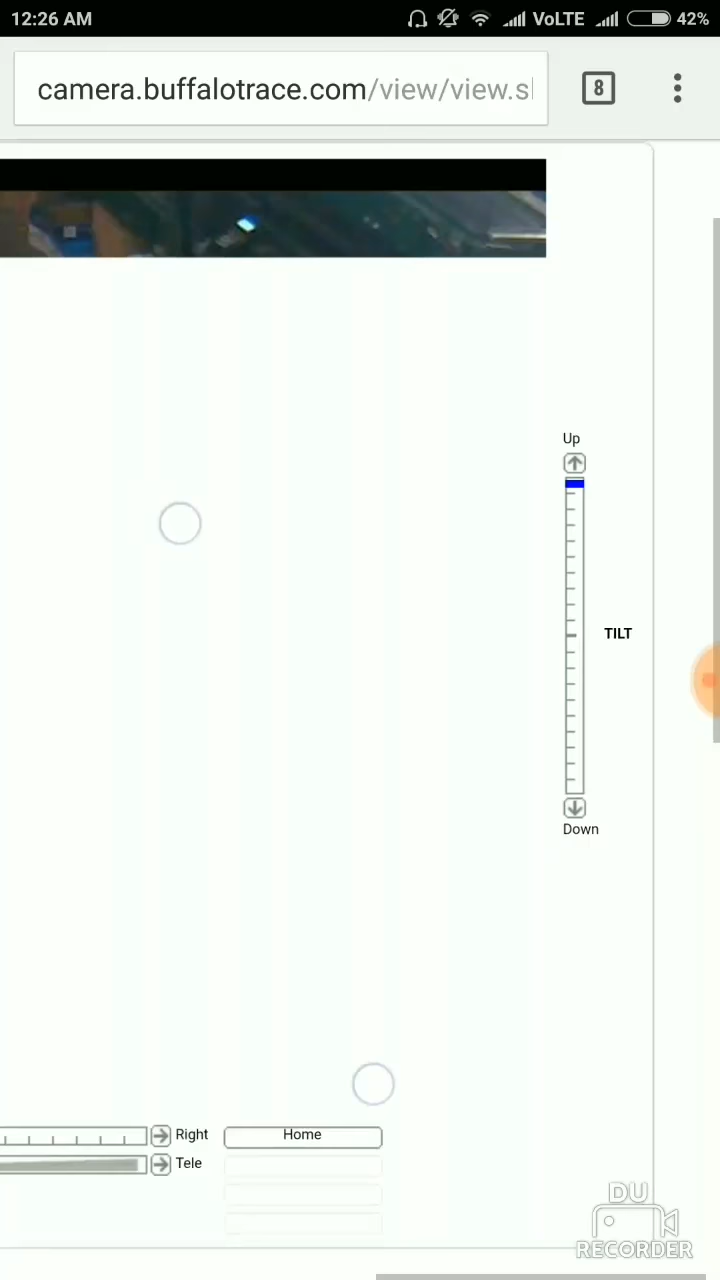 12:26 AM VoLTE 42%
camera.buffalotrace.com/view/view.s
8
Up
TILT
Down
Right Home
Tele
DU
RECORDER